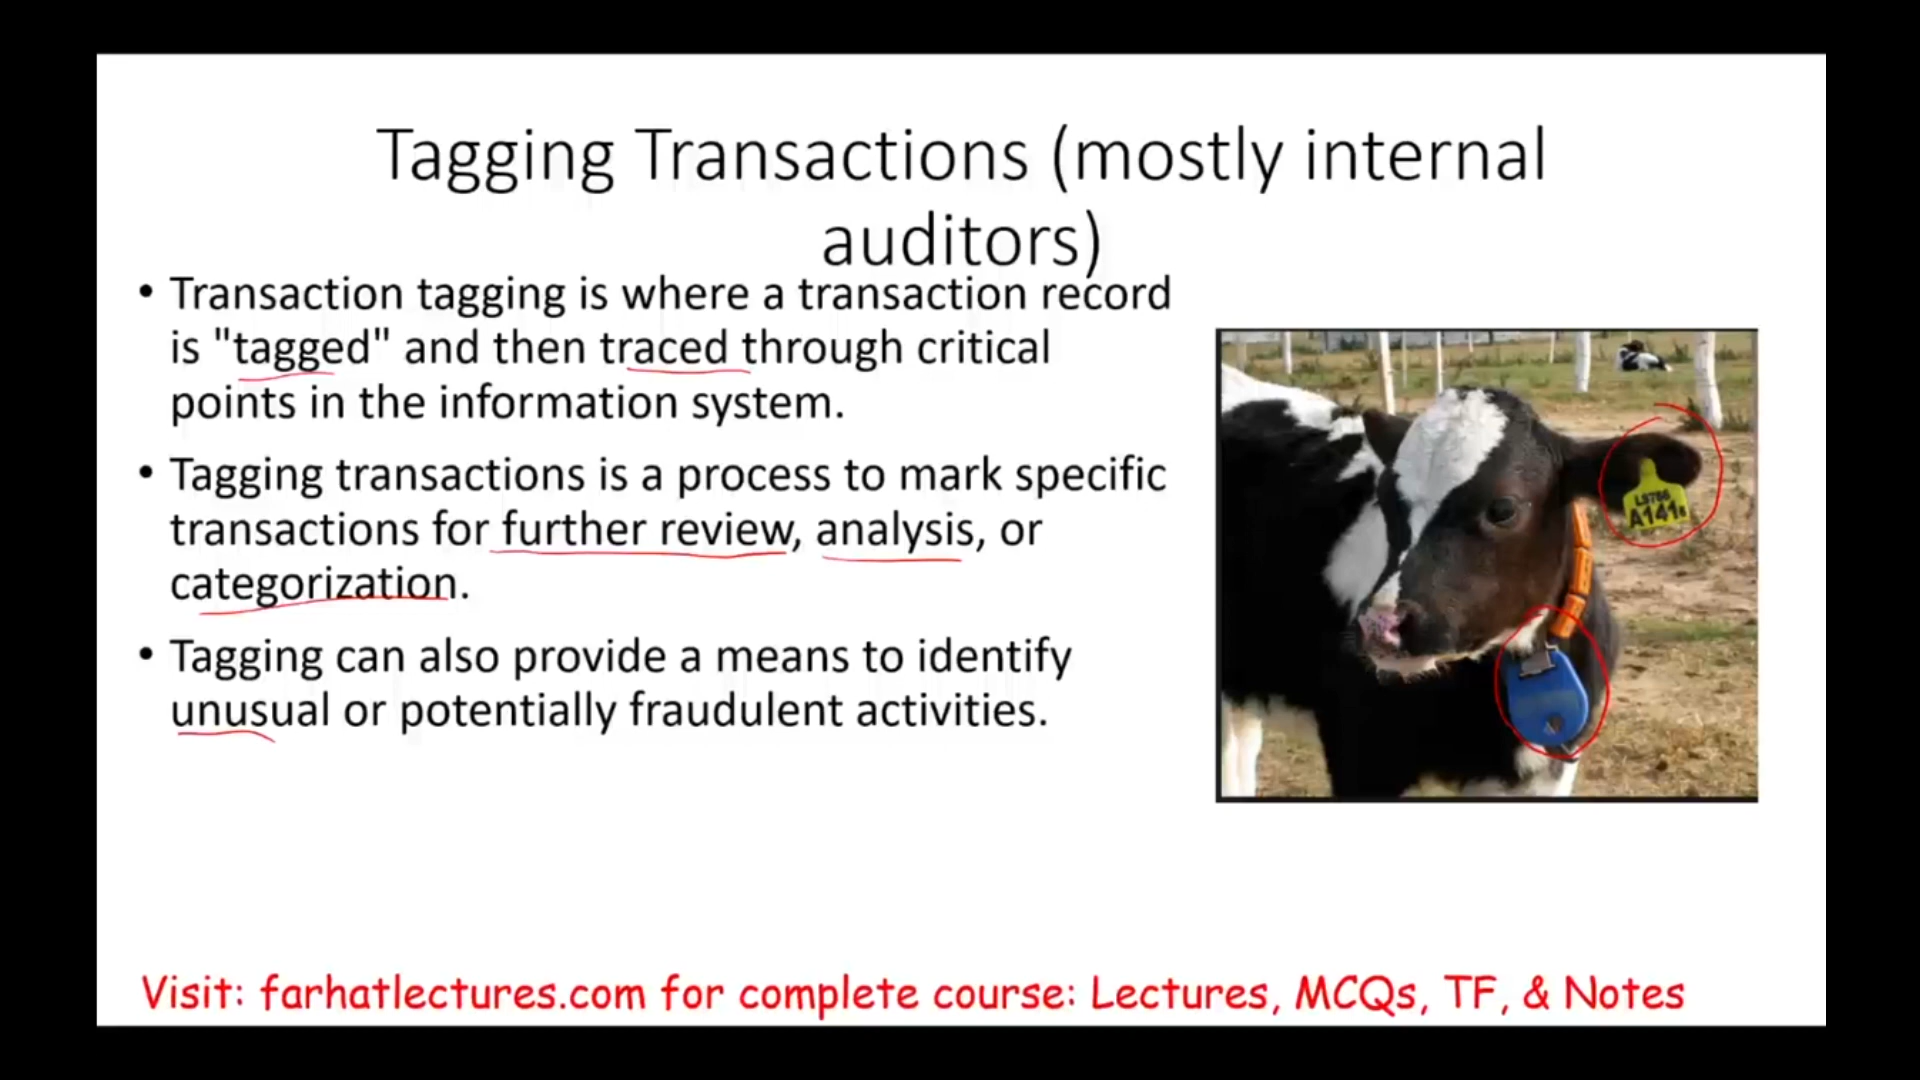 Tagging Transactions (mostly internal
auditors)
• Transaction tagging is where a transaction record
is "tagged" and then traced through critical
points in the information system.
• Tagging transactions is a process to mark specific
transactions for further review, analysis, or
categorization.
• Tagging can also provide a means to identify
unusual or potentially fraudulent activities.
A141
Visit: farhatlectures.com for complete course: Lectures, MCQs, TF, & Notes